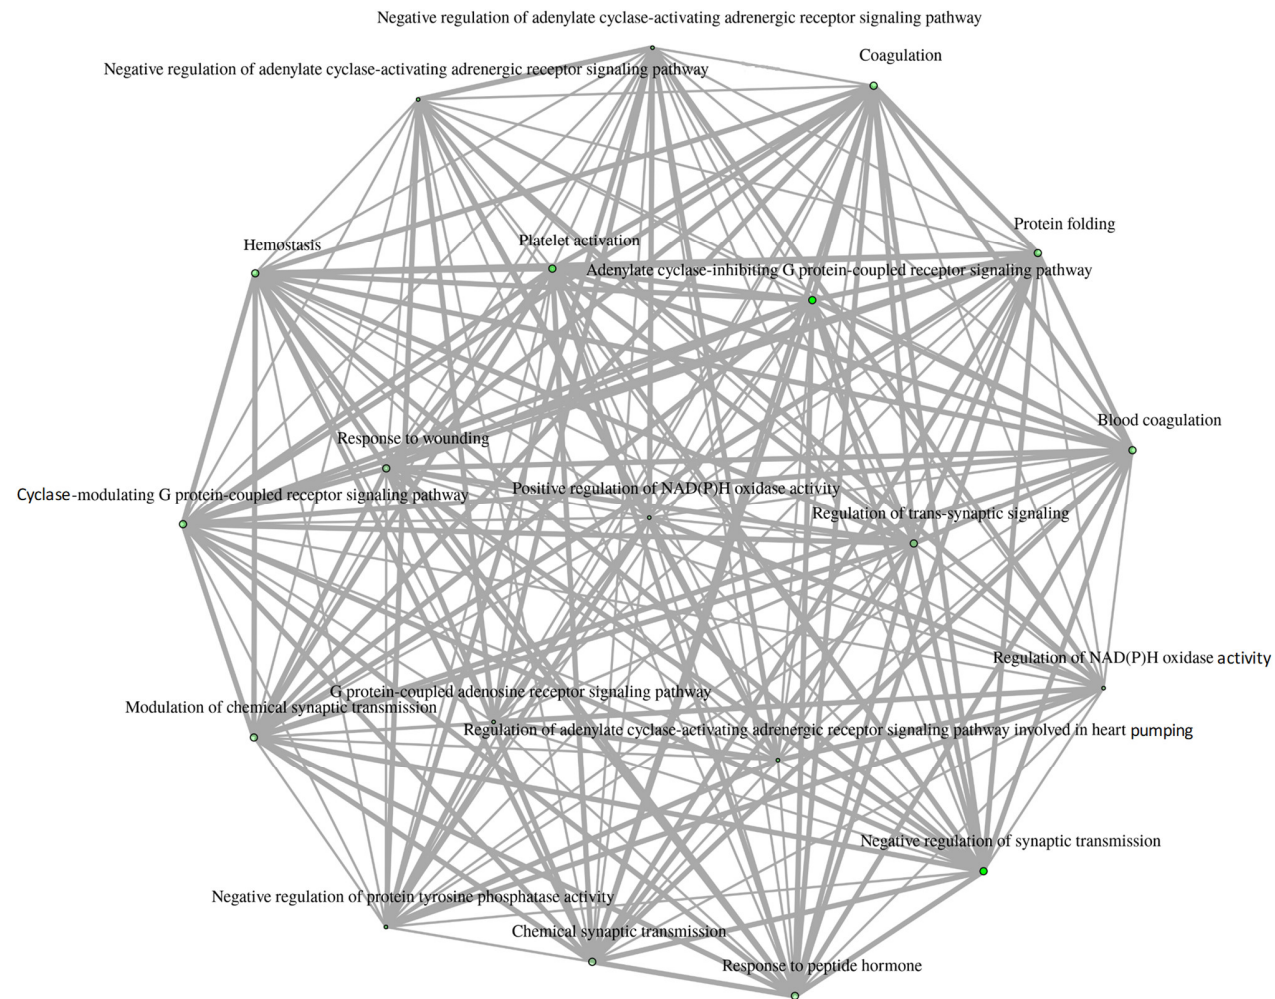 Negative regulation of adenylate cyclase-activating adrenergic receptor signaling pathway
Coagulation
Negative regulation of adenylate cyclase-activating adrenergic receptor signaling pathway
Protein folding
Hemostasis
Platelet activation
Adenylate cyclase-inhibiting G protein-coupled receptor signaling pathway
Blood coagulation
Response to wounding
Positive regulation of NAD(P)H oxidase activity
Cyclase-modulating G protein-coupled receptor signaling pathway
Regulation of trans-synaptic signaling
Regulation of NAD(P)H oxidase activity
G protein-coupled adenosine receptor signaling pathway
Modulation of chemical synaptic transmission
Regulation of adenylate cyclase-activating adrenergic receptor signaling pathway involved in heart pumping
Negative regulation of synaptic transmission
Negative regulation of protein tyrosine phosphatase activity
Chemical synaptic transmission
Response to peptide hormone